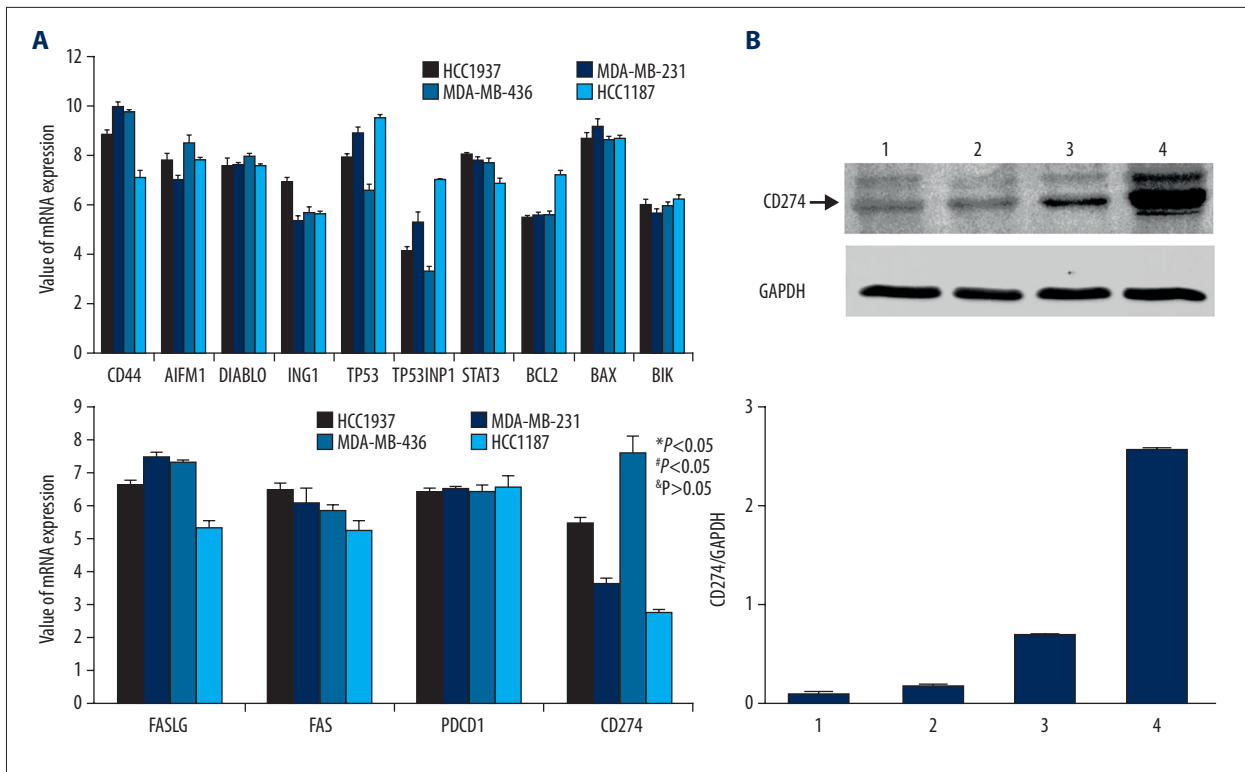 A
12
10
8
6
4
2
0
Value of mRNA expression
HCC1937 MDA-MB-231
MDA-MB-436 HCC1187
CD44 AIFM1 DIABLO ING1 TP53 TP53INP1 STAT3 BCL2 BAX BIK
9
8
7
6
5
4
3
2
1
0
Value of mRNA expression
HCC1937 MDA-MB-231
MDA-MB-436 HCC1187
*P<0.05
#P<0.05
&P>0.05
FASLG FAS PDCD1 CD274
B
1 2 3 4
CD274
GAPDH
3
2
1
0
CD274/GAPDH
1 2 3 4